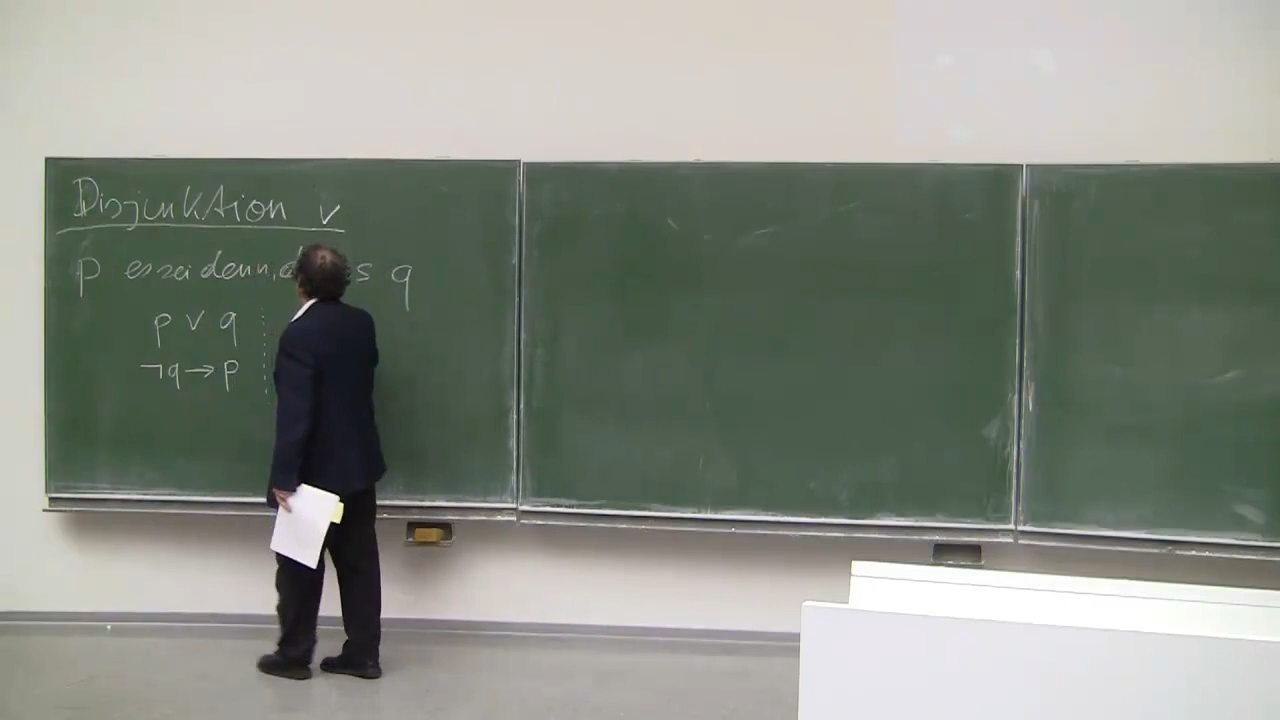 Disjunktion ∨
p es sei denn, q
p ∨ q
¬q → p